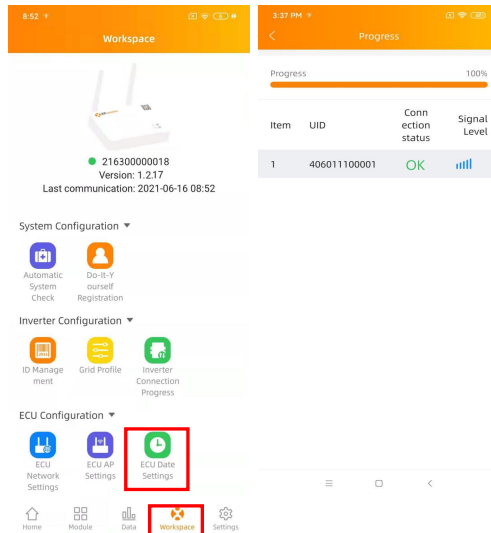 8:52
Workspace
216300000018
Version: 1.2.17
Last communication: 2021-06-16 08:52
System Configuration
Automatic
System
Check
Do-It-Y
ourself
Registration
Inverter Configuration
ID Manage
ment
Grid Profile
Inverter
Connection
Progress
ECU Configuration
ECU
Network
Settings
ECU AP
Settings
ECU Date
Settings
Home
Module
Data
Workspace
Settings
3:37 PM
Progress
Progress
100%
Item
UID
Conn
ection
status
Signal
Level
1
406011100001
OK